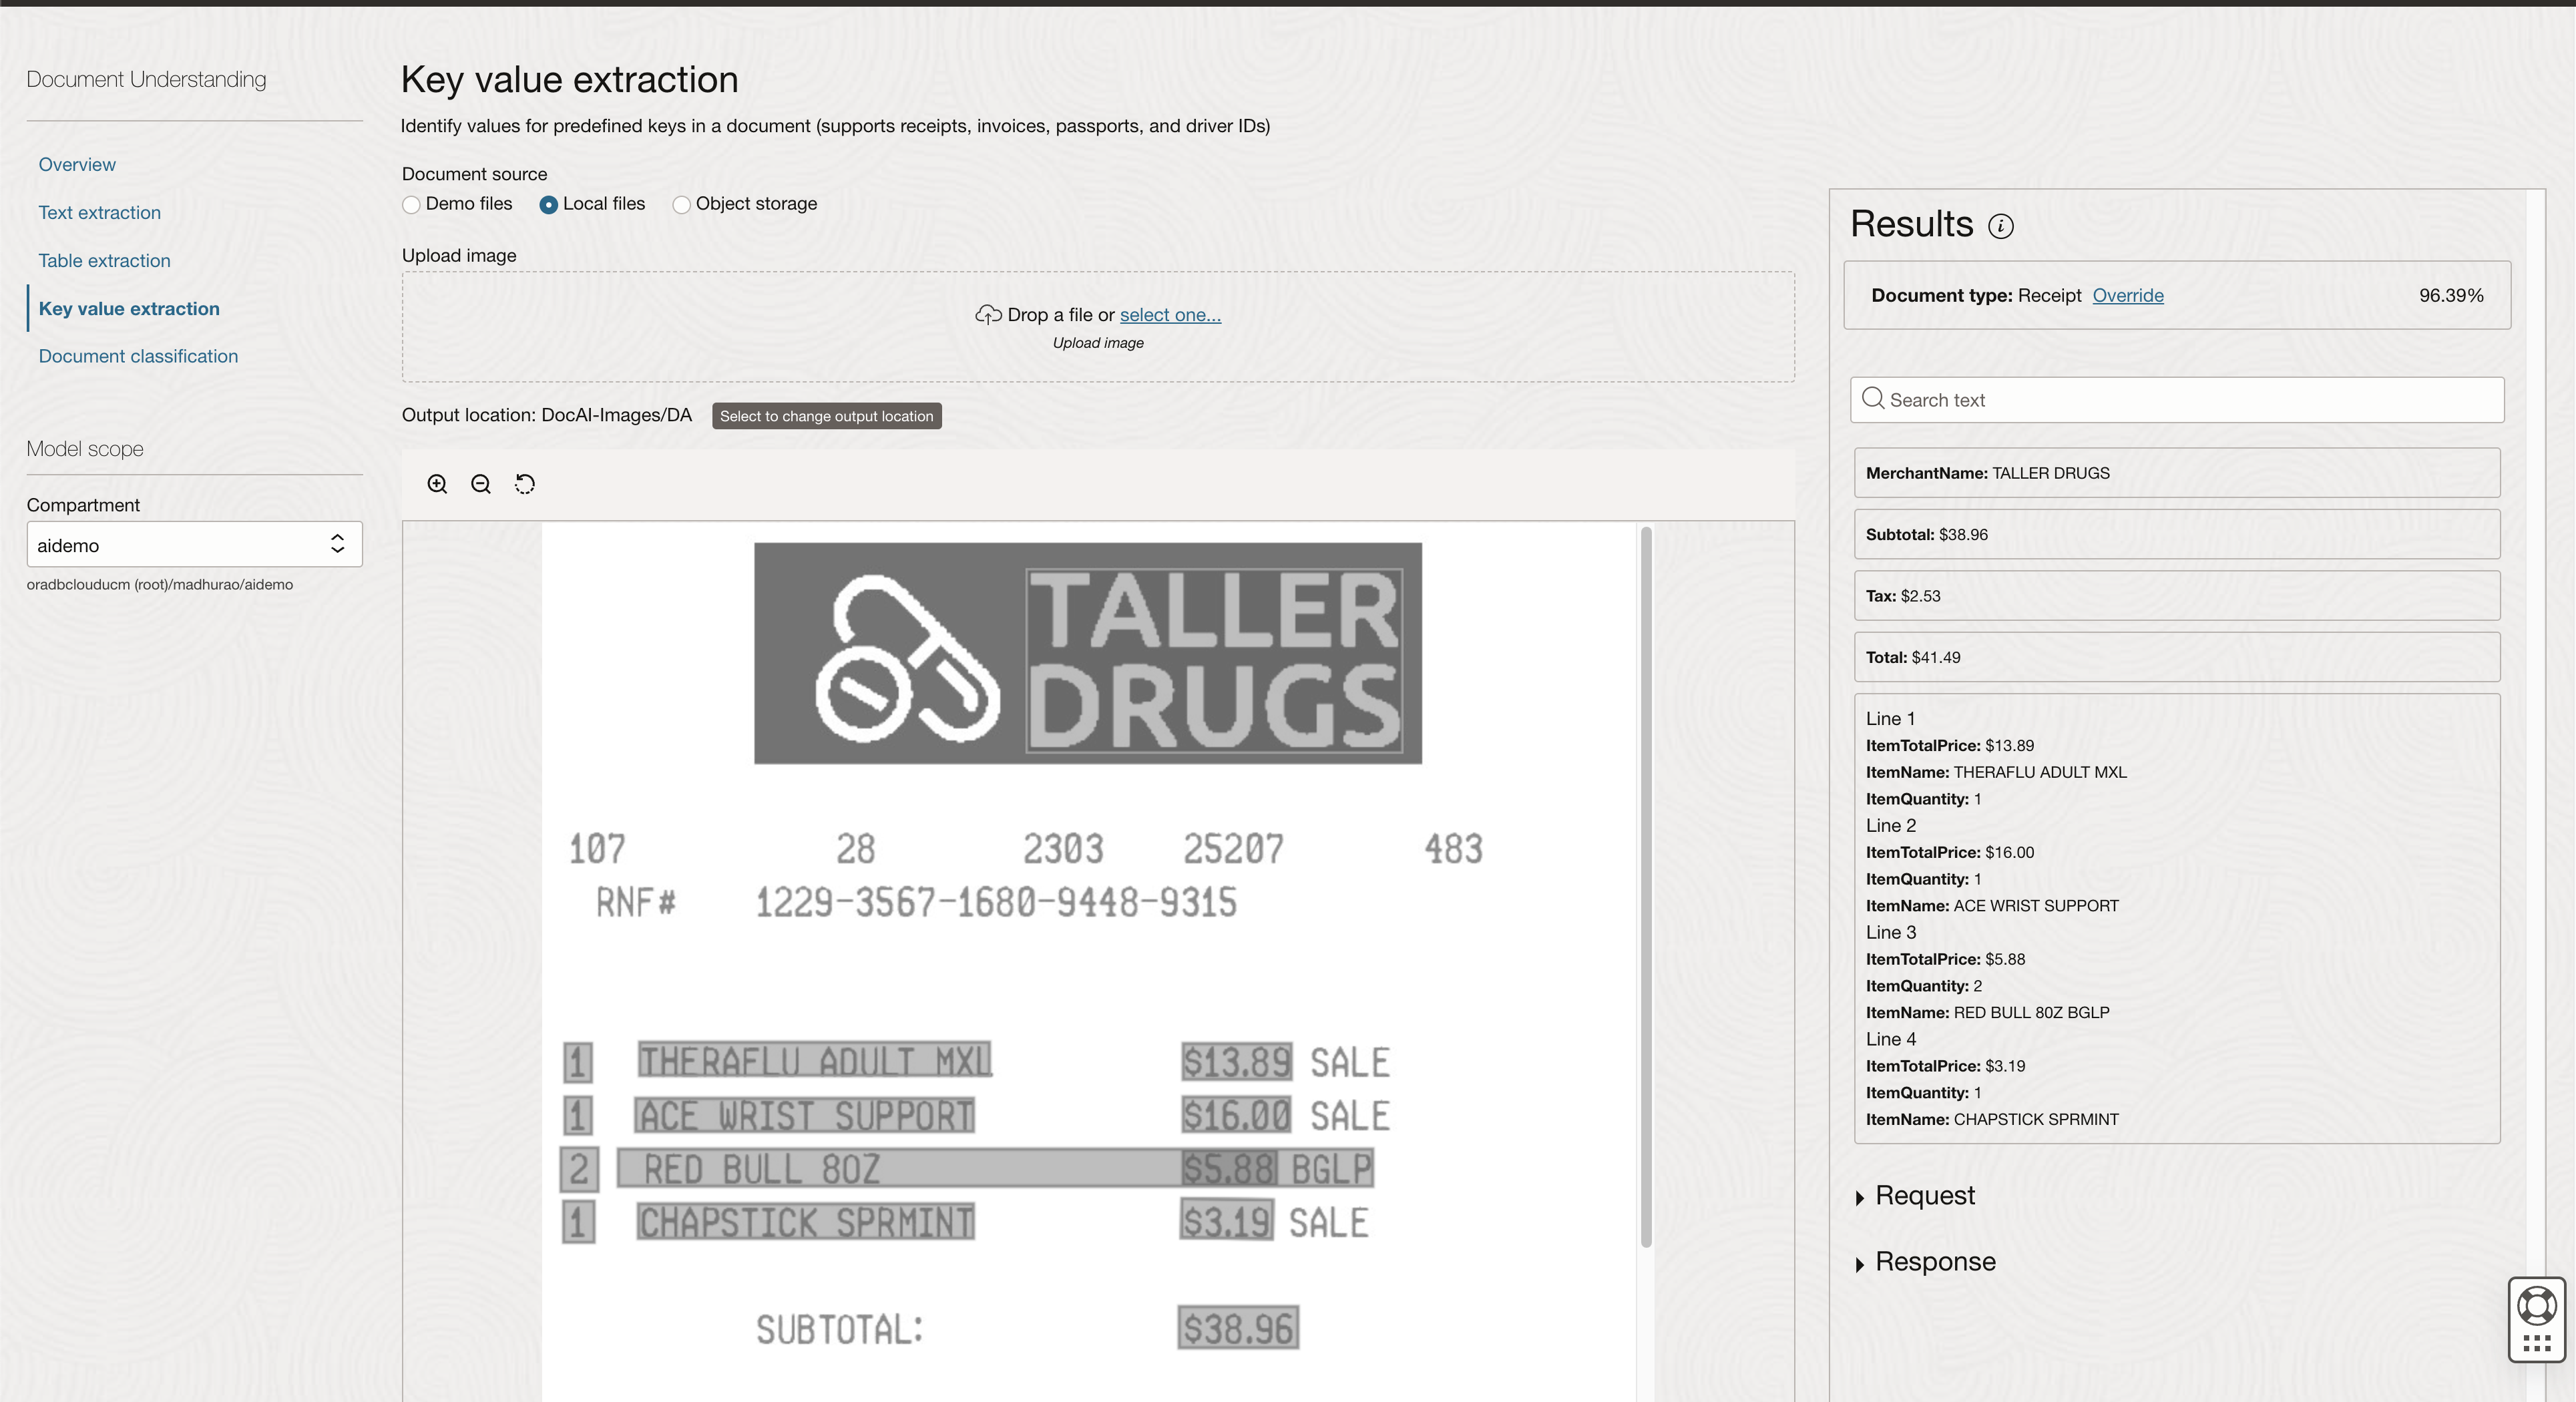 Document Understanding
Overview
Text extraction
Table extraction
Key value extraction
Document classification
Model scope
Compartment
aidemo
oradbclouducm (root)/madhurao/aidemo
Key value extraction
Identify values for predefined keys in a document (supports receipts, invoices, passports, and driver IDs)
Document source
Demo files Local files Object storage
Upload image
Drop a file or select one...
Upload image
Output location: DocAI-Images/DA Select to change output location
TALLER
DRUGS
107 28 2303 25207 483
RNF# 1229-3567-1680-9448-9315
1 THERAFLU ADULT MXL $13.89 SALE
1 ACE WRIST SUPPORT $16.00 SALE
2 RED BULL 8OZ $5.88 BGLP
1 CHAPSTICK SPRMINT $3.19 SALE
SUBTOTAL: $38.96
Results
Document type: Receipt Override 96.39%
Search text
MerchantName: TALLER DRUGS
Subtotal: $38.96
Tax: $2.53
Total: $41.49
Line 1
ItemTotalPrice: $13.89
ItemName: THERAFLU ADULT MXL
ItemQuantity: 1
Line 2
ItemTotalPrice: $16.00
ItemQuantity: 1
ItemName: ACE WRIST SUPPORT
Line 3
ItemTotalPrice: $5.88
ItemQuantity: 2
ItemName: RED BULL 80Z BGLP
Line 4
ItemTotalPrice: $3.19
ItemQuantity: 1
ItemName: CHAPSTICK SPRMINT
Request
Response